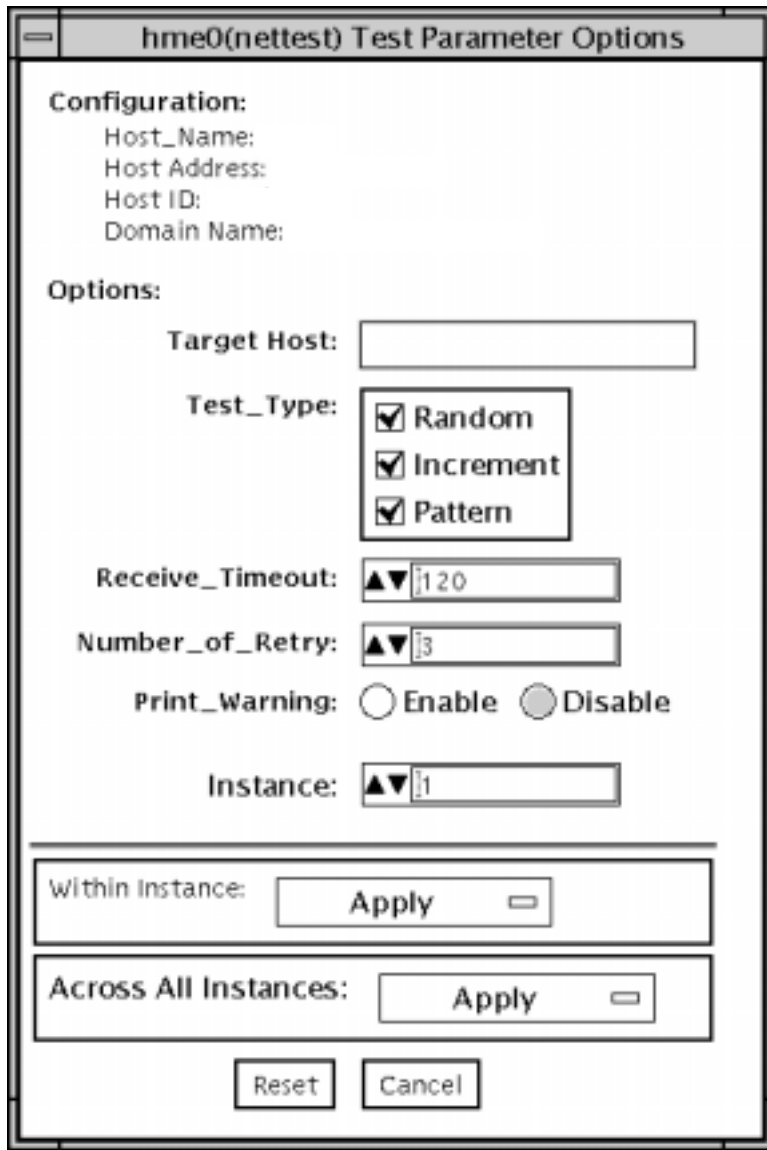 hme0(nettest) Test Parameter Options
Configuration:
Host_Name:
Host Address:
Host ID:
Domain Name:
Options:
Target Host:
Test_Type:
Random
Increment
Pattern
Receive_Timeout: 120
Number_of_Retry: 3
Print_Warning: Enable Disable
Instance: 1
Within Instance: Apply
Across All Instances: Apply
Reset Cancel